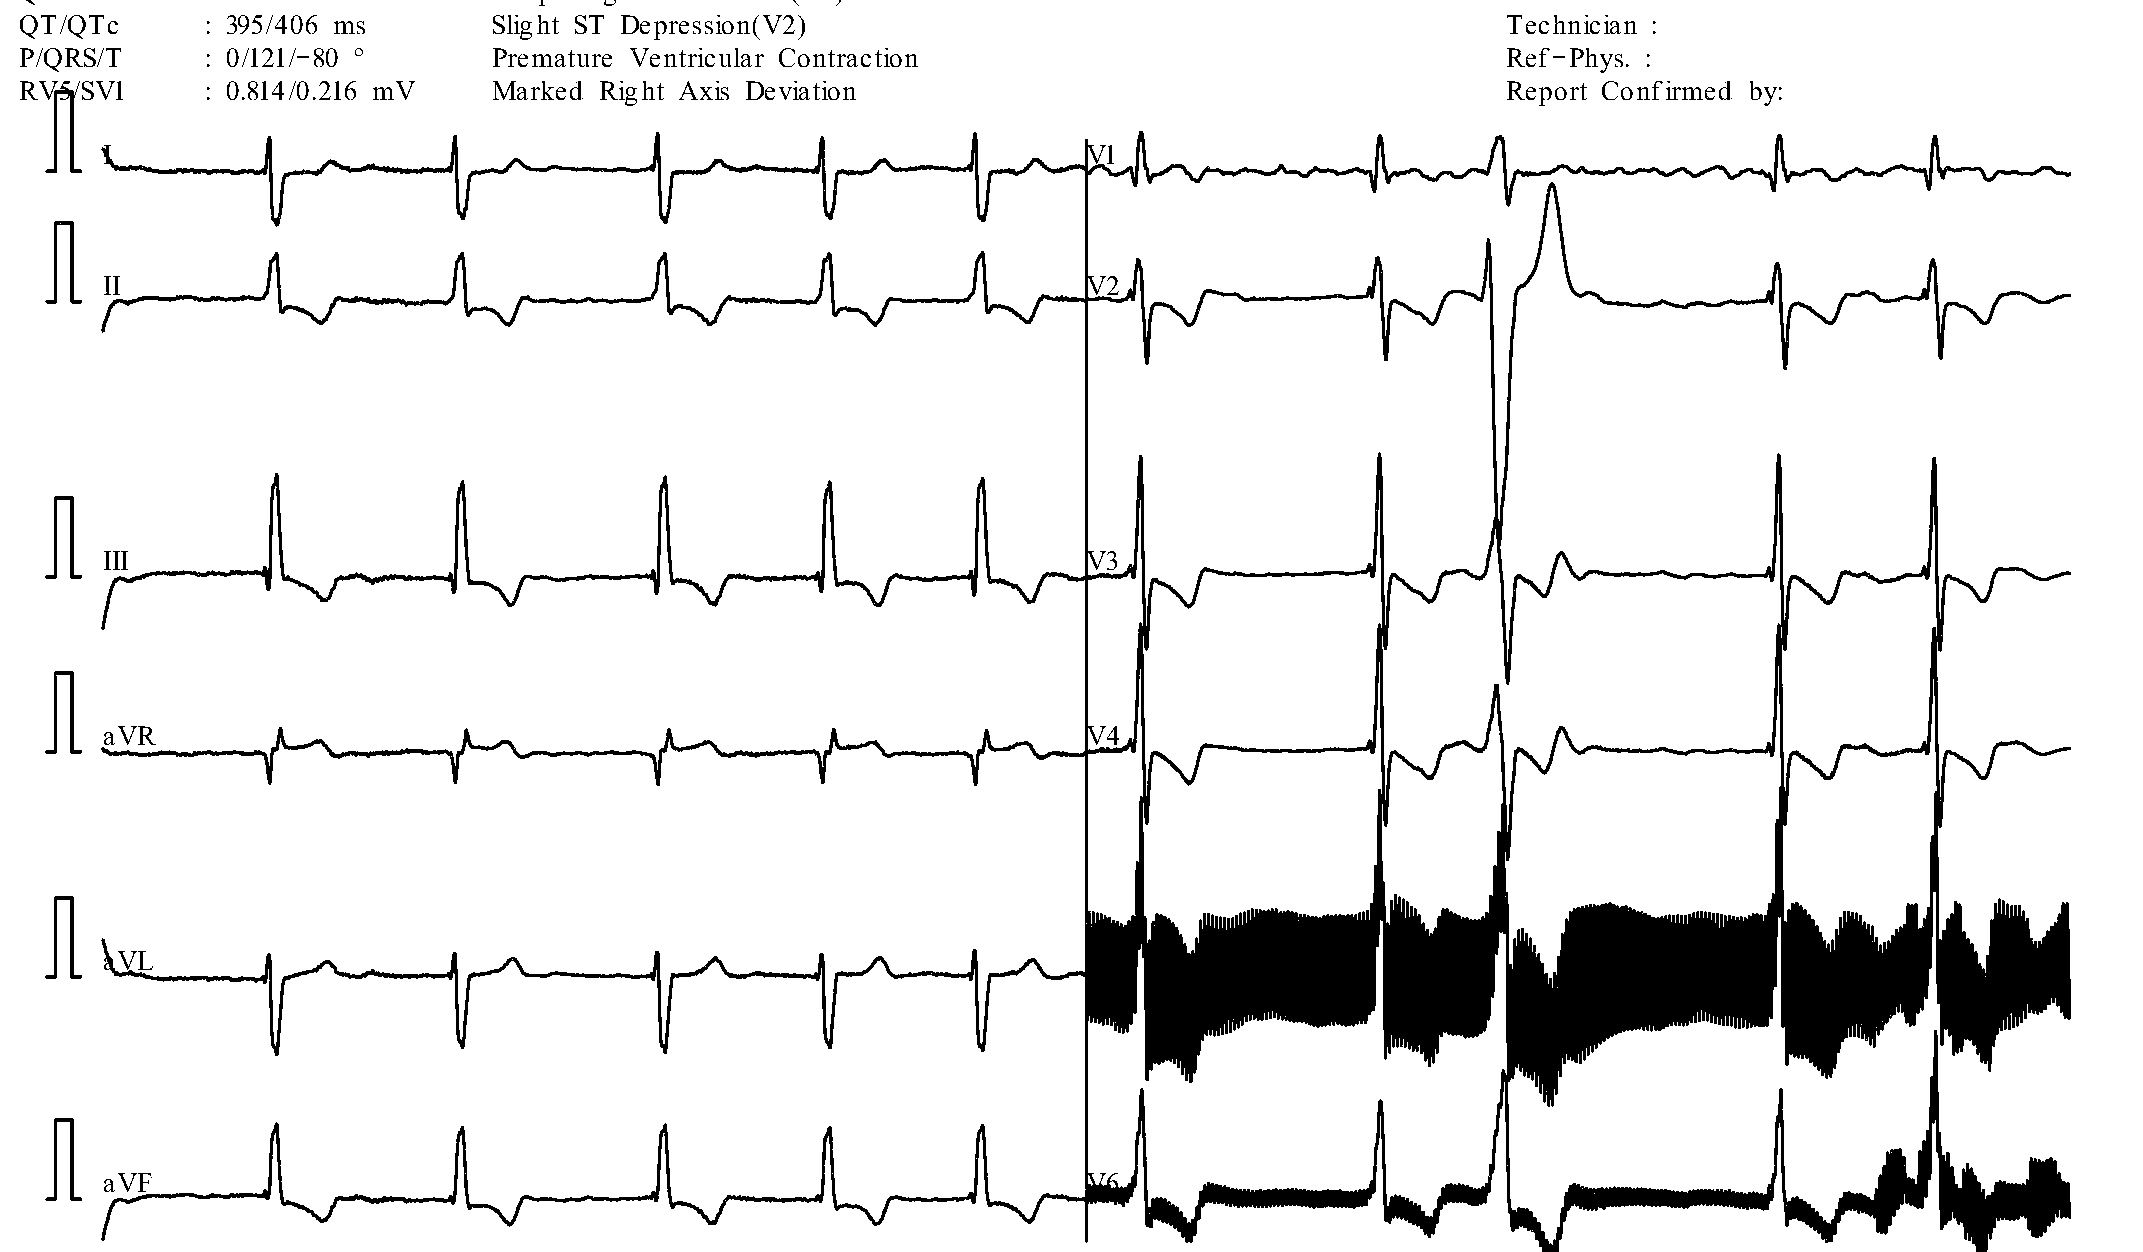 QT/QTc : 395/406 ms
P/QRS/T : 0/121/-80 °
RV5/SV1 : 0.814/0.216 mV
Slight ST Depression(V2)
Premature Ventricular Contraction
Marked Right Axis Deviation
Technician :
Ref-Phys. :
Report Confirmed by:
I
II
III
aVR
aVL
aVF
V1
V2
V3
V4
V6